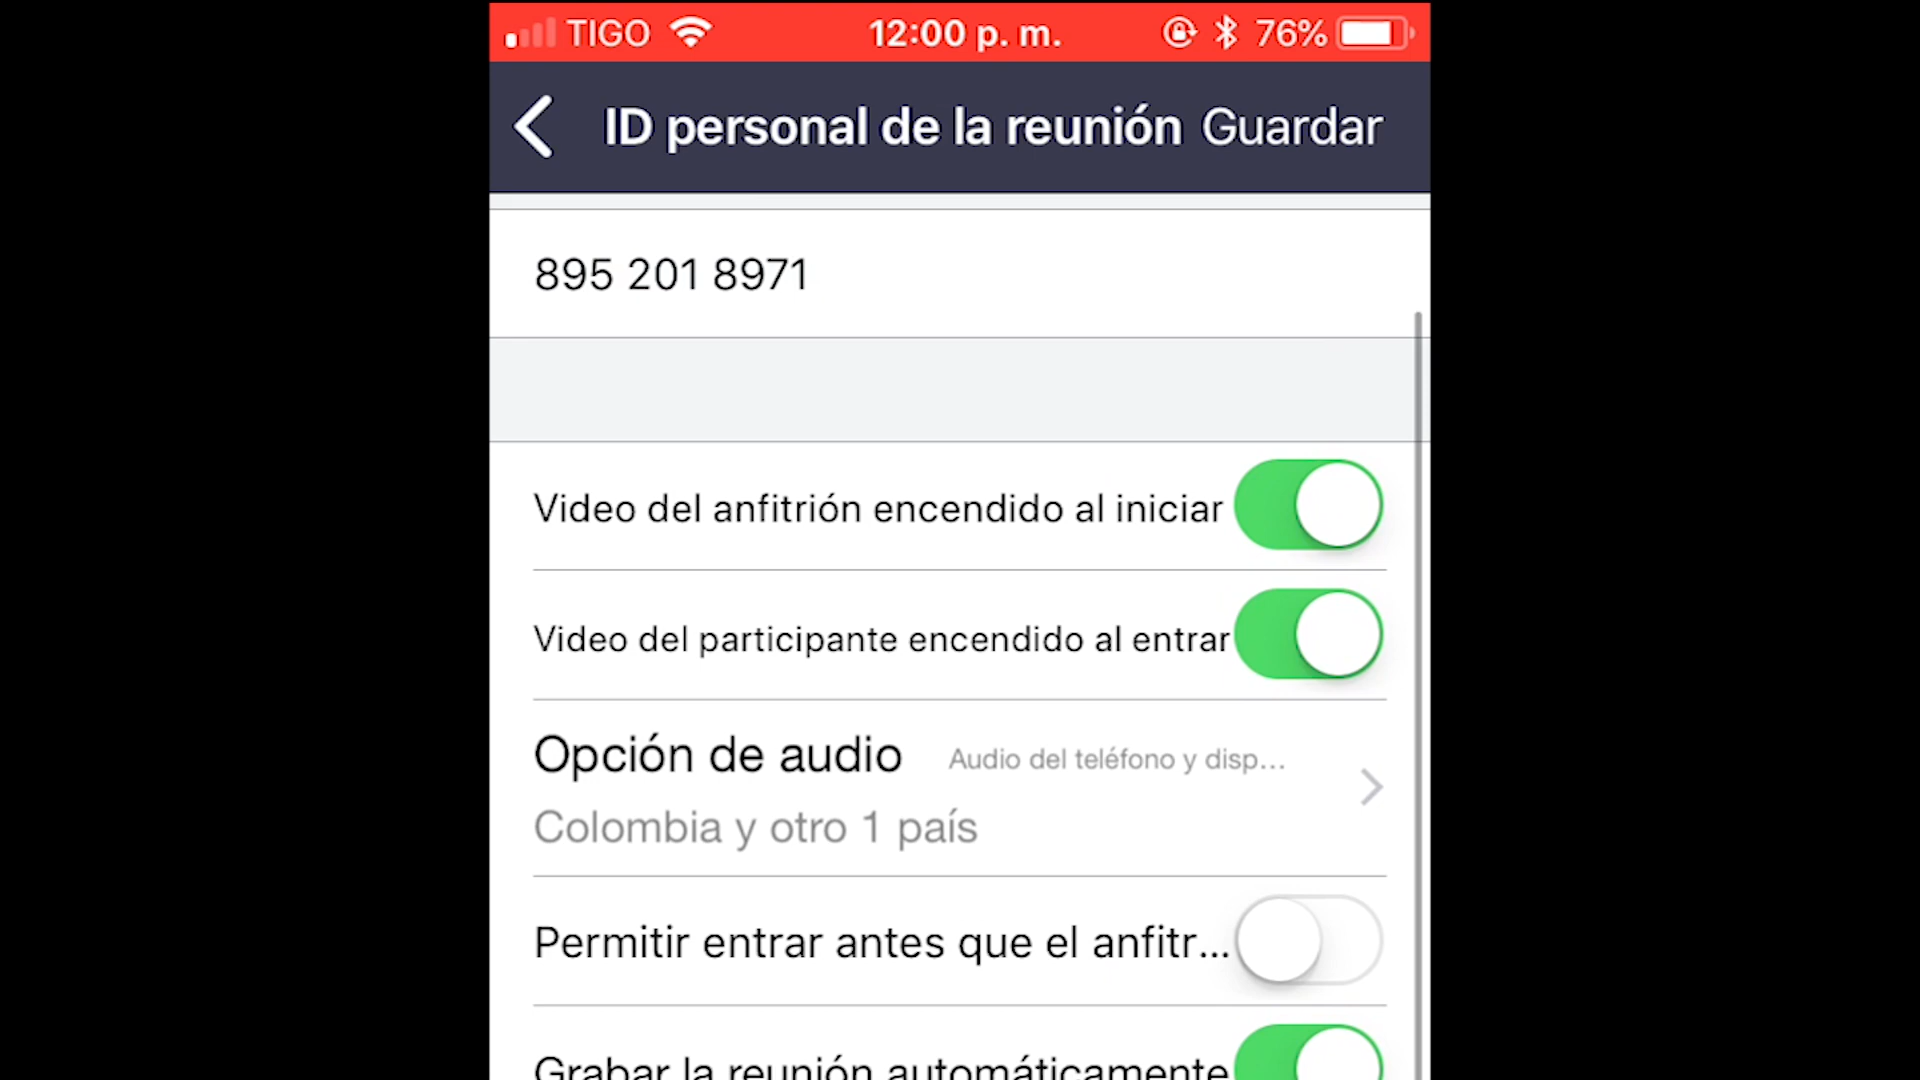 TIGO 12:00 p. m. 76%
ID personal de la reunión Guardar
895 201 8971
Video del anfitrión encendido al iniciar
Video del participante encendido al entrar
Opción de audio Audio del teléfono y disp...
Colombia y otro 1 país
Permitir entrar antes que el anfitr...
Grabar la reunión automáticamente